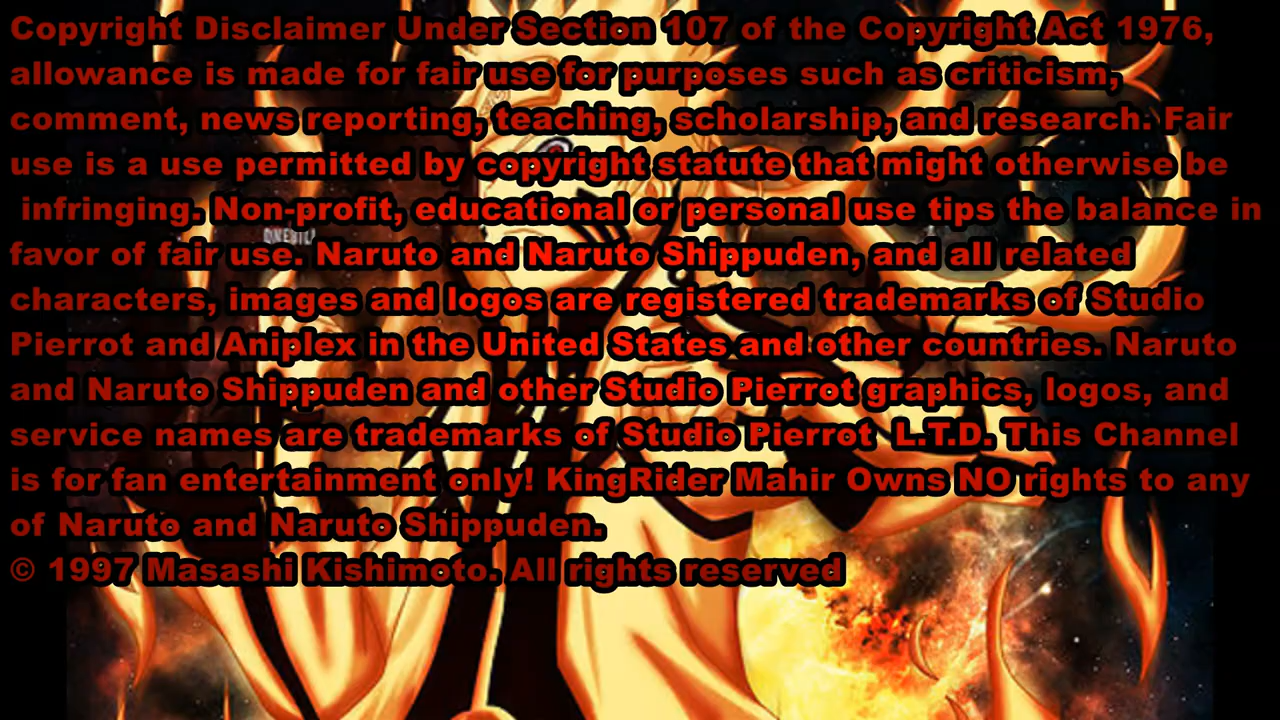 Copyright Disclaimer Under Section 107 of the Copyright Act 1976,
allowance is made for fair use for purposes such as criticism,
comment, news reporting, teaching, scholarship, and research. Fair
use is a use permitted by copyright statute that might otherwise be
infringing. Non-profit, educational or personal use tips the balance in
favor of fair use. Naruto and Naruto Shippuden, and all related
characters, images and logos are registered trademarks of Studio
Pierrot and Aniplex in the United States and other countries. Naruto
and Naruto Shippuden and other Studio Pierrot graphics, logos, and
service names are trademarks of Studio Pierrot L.T.D. This Channel
is for fan entertainment only! KingRider Mahir Owns NO rights to any
of Naruto and Naruto Shippuden.
© 1997 Masashi Kishimoto. All rights reserved